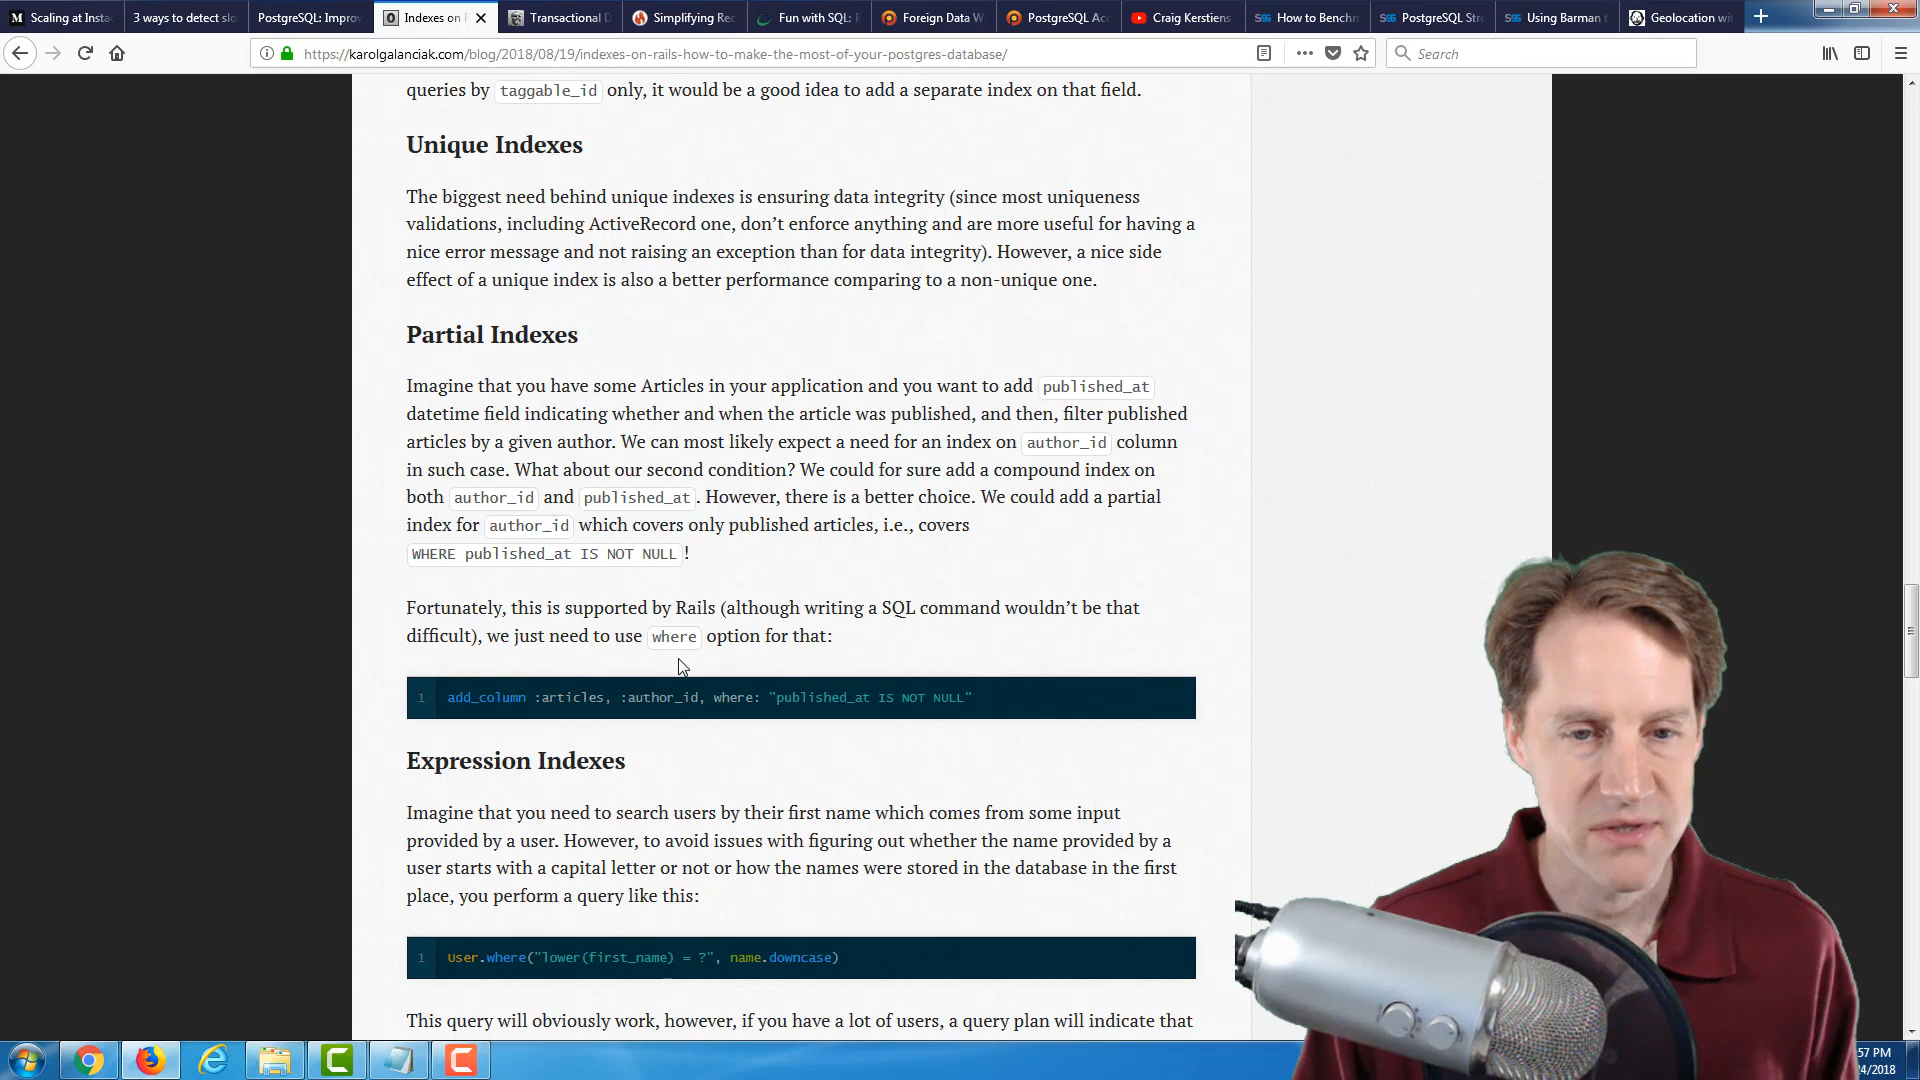 M Scaling at Insta
3 ways to detect slo
PostgreSQL: Improv
Indexes on R
Transactional D
Simplifying Rec
Fun with SQL: P
Foreign Data W
PostgreSQL Acc
Craig Kerstiens
How to Benchm
PostgreSQL Stre
Using Barman t
Geolocation wi
https://karolgalanciak.com/blog/2018/08/19/indexes-on-rails-how-to-make-the-most-of-your-postgres-database/
Search
queries by taggable_id only, it would be a good idea to add a separate index on that field.
Unique Indexes
The biggest need behind unique indexes is ensuring data integrity (since most uniqueness
validations, including ActiveRecord one, don’t enforce anything and are more useful for having a
nice error message and not raising an exception than for data integrity). However, a nice side
effect of a unique index is also a better performance comparing to a non-unique one.
Partial Indexes
Imagine that you have some Articles in your application and you want to add published_at
datetime field indicating whether and when the article was published, and then, filter published
articles by a given author. We can most likely expect a need for an index on author_id column
in such case. What about our second condition? We could for sure add a compound index on
both author_id and published_at. However, there is a better choice. We could add a partial
index for author_id which covers only published articles, i.e., covers
WHERE published_at IS NOT NULL !
Fortunately, this is supported by Rails (although writing a SQL command wouldn’t be that
difficult), we just need to use where option for that:
1 add_column :articles, :author_id, where: "published_at IS NOT NULL"
Expression Indexes
Imagine that you need to search users by their first name which comes from some input
provided by a user. However, to avoid issues with figuring out whether the name provided by a
user starts with a capital letter or not or how the names were stored in the database in the first
place, you perform a query like this:
1 User.where("lower(first_name) = ?", name.downcase)
This query will obviously work, however, if you have a lot of users, a query plan will indicate that
:57 PM
/24/2018